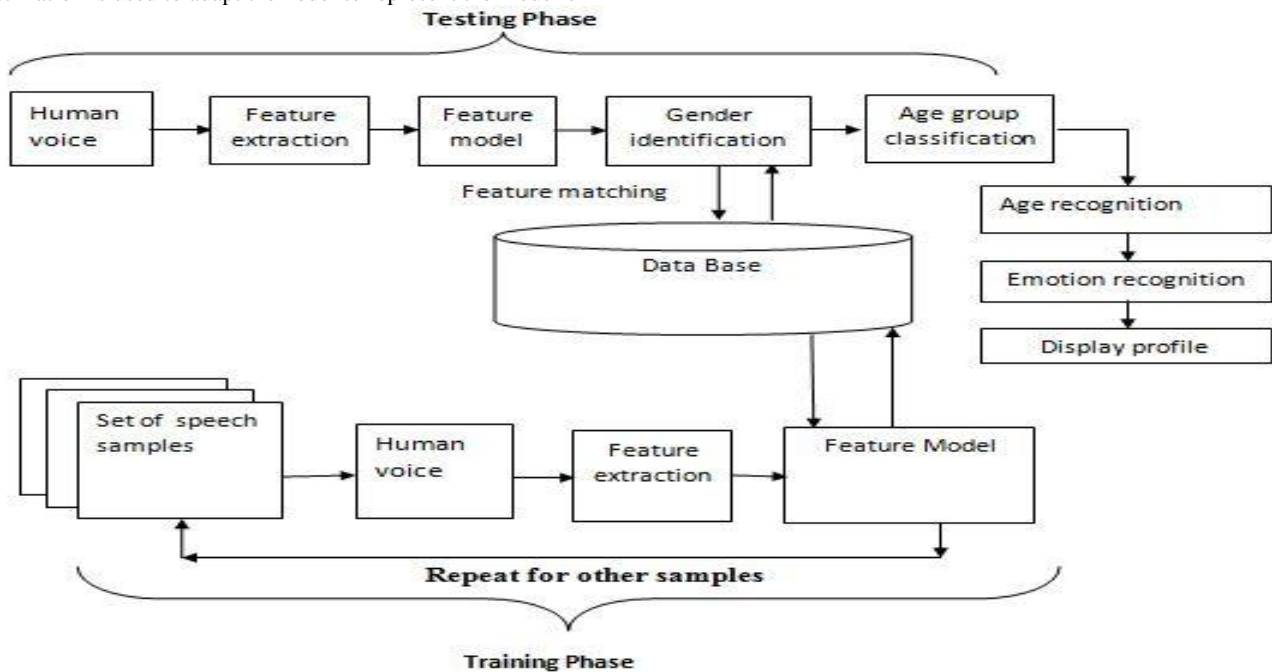 Testing Phase
Human
voice
Feature
extraction
Feature
model
Gender
identification
Age group
classification
Feature matching
Age recognition
Data Base
Emotion recognition
Display profile
Set of speech
samples
Human
voice
Feature
extraction
Feature Model
Repeat for other samples
Training Phase